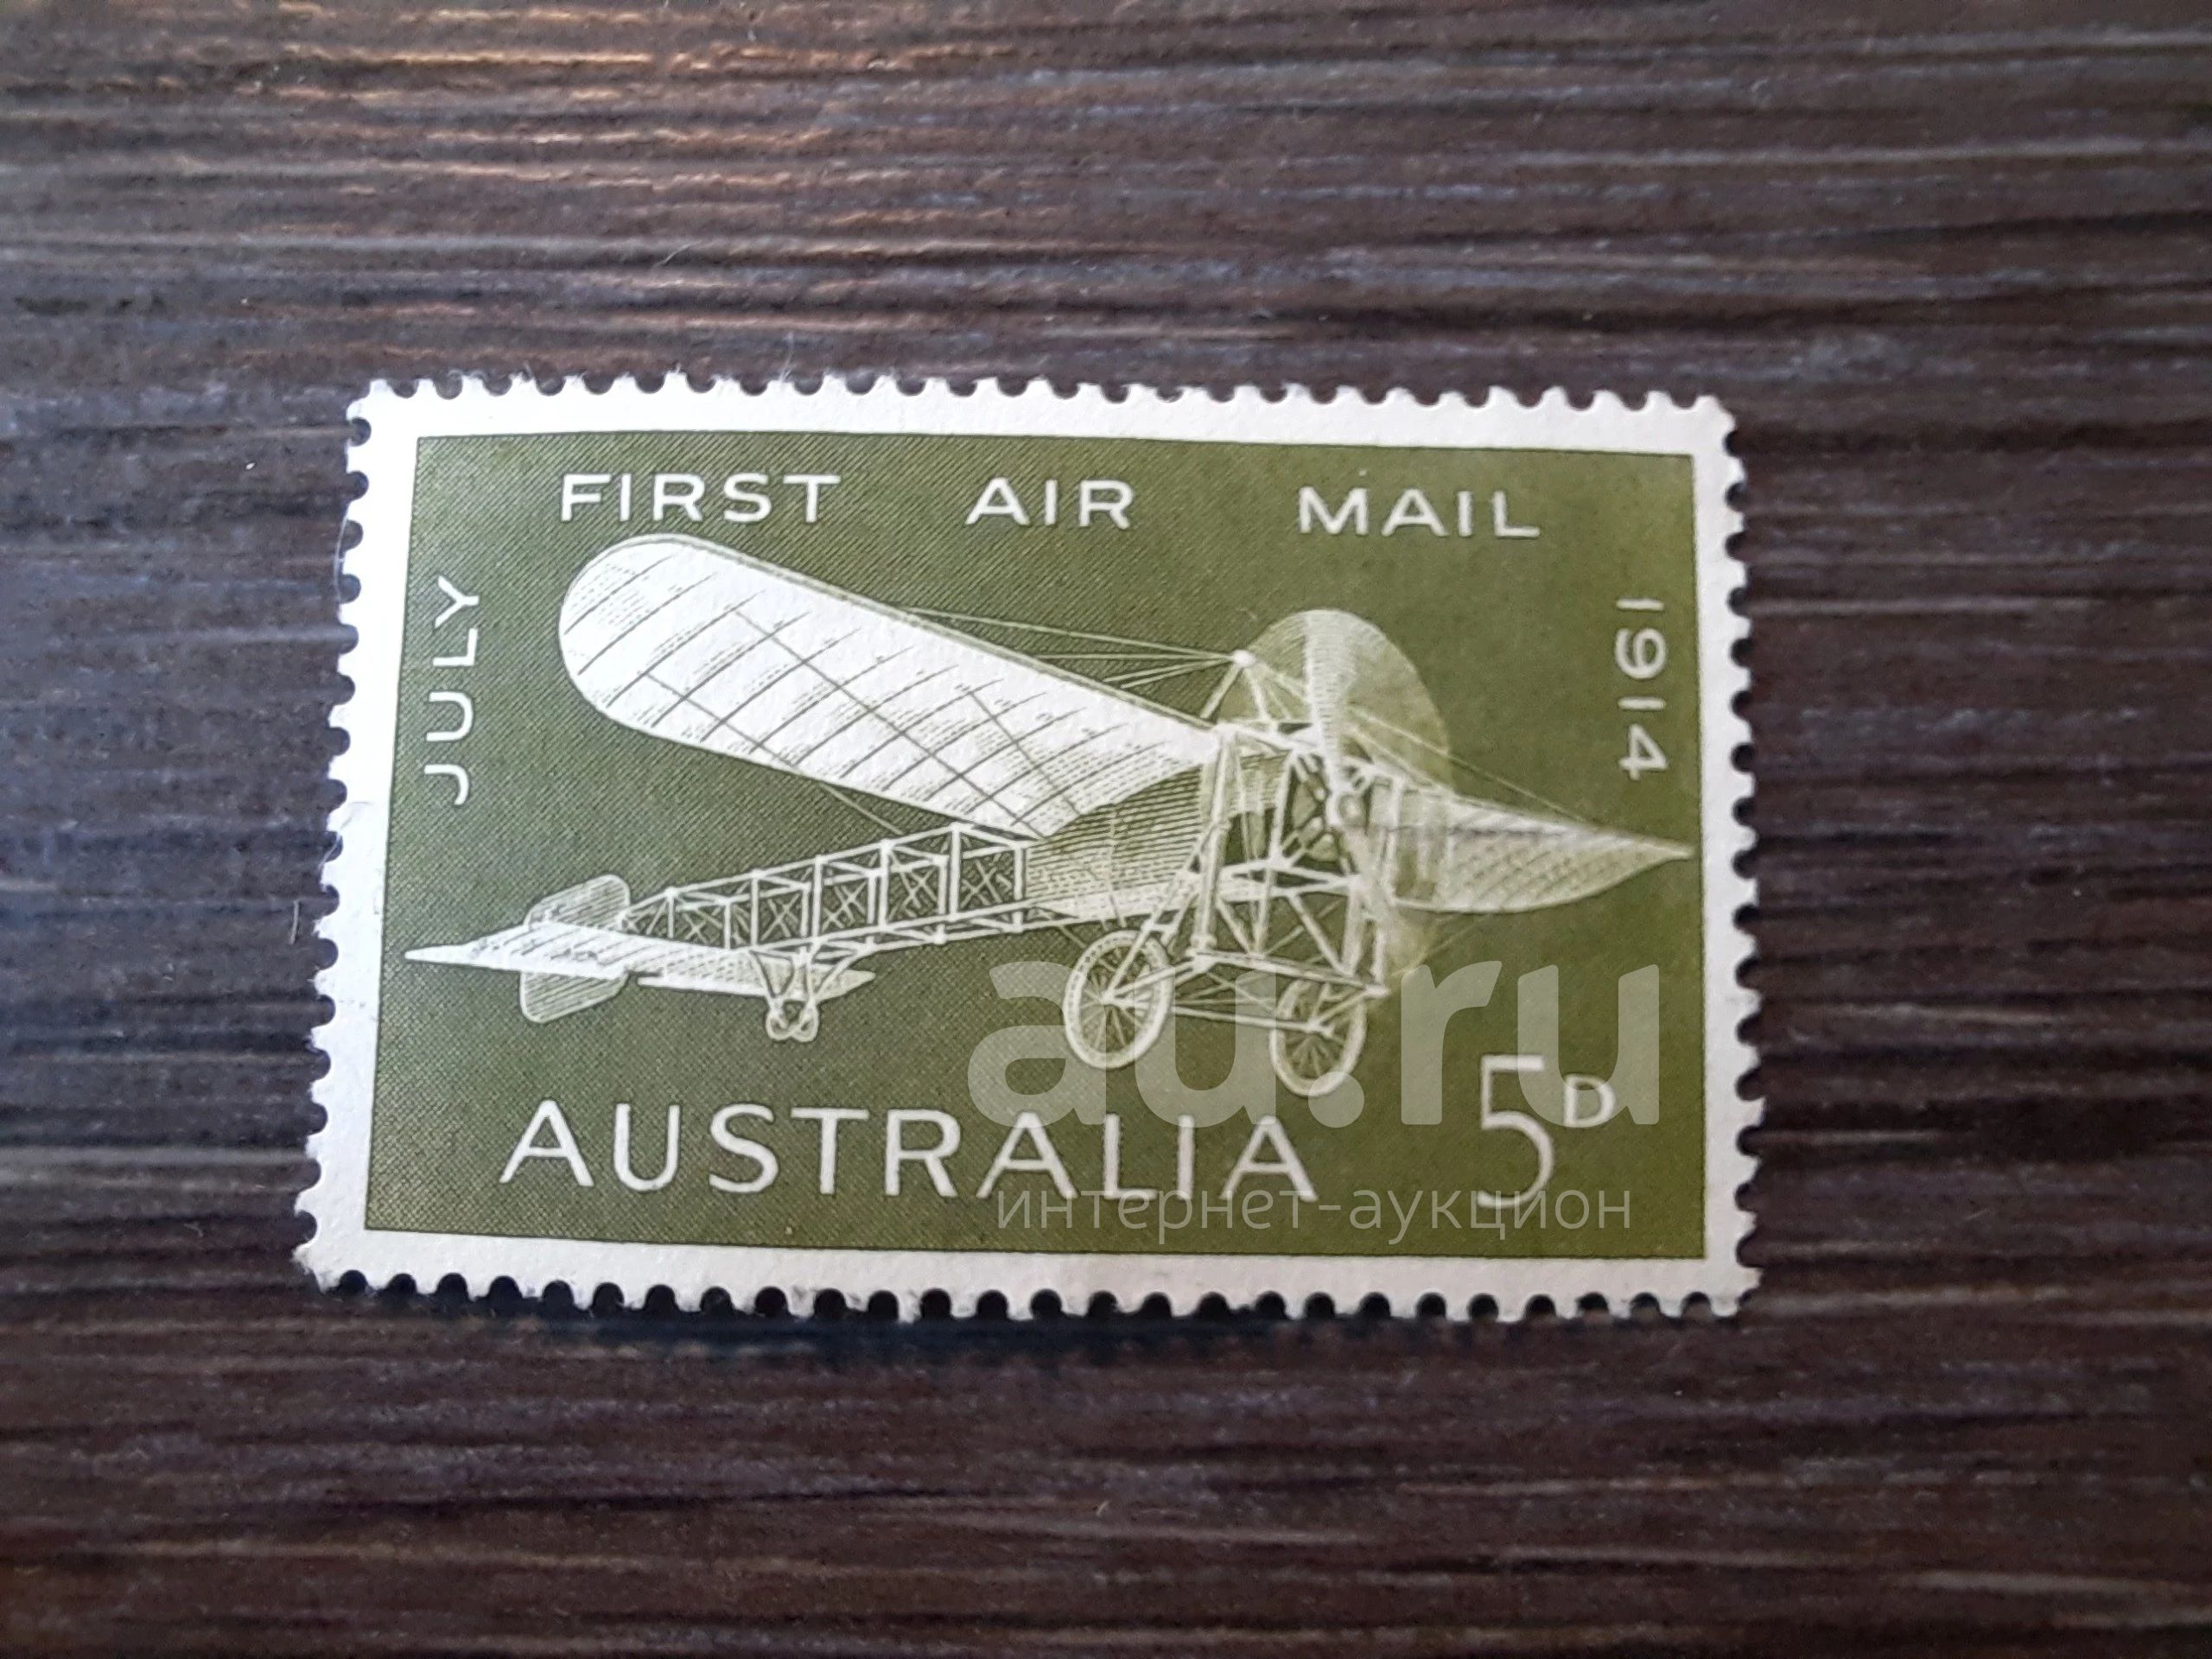 FIRST AIR MAIL
JULY
1914
AUSTRALIA 5D
au.ru
интернет-аукцион